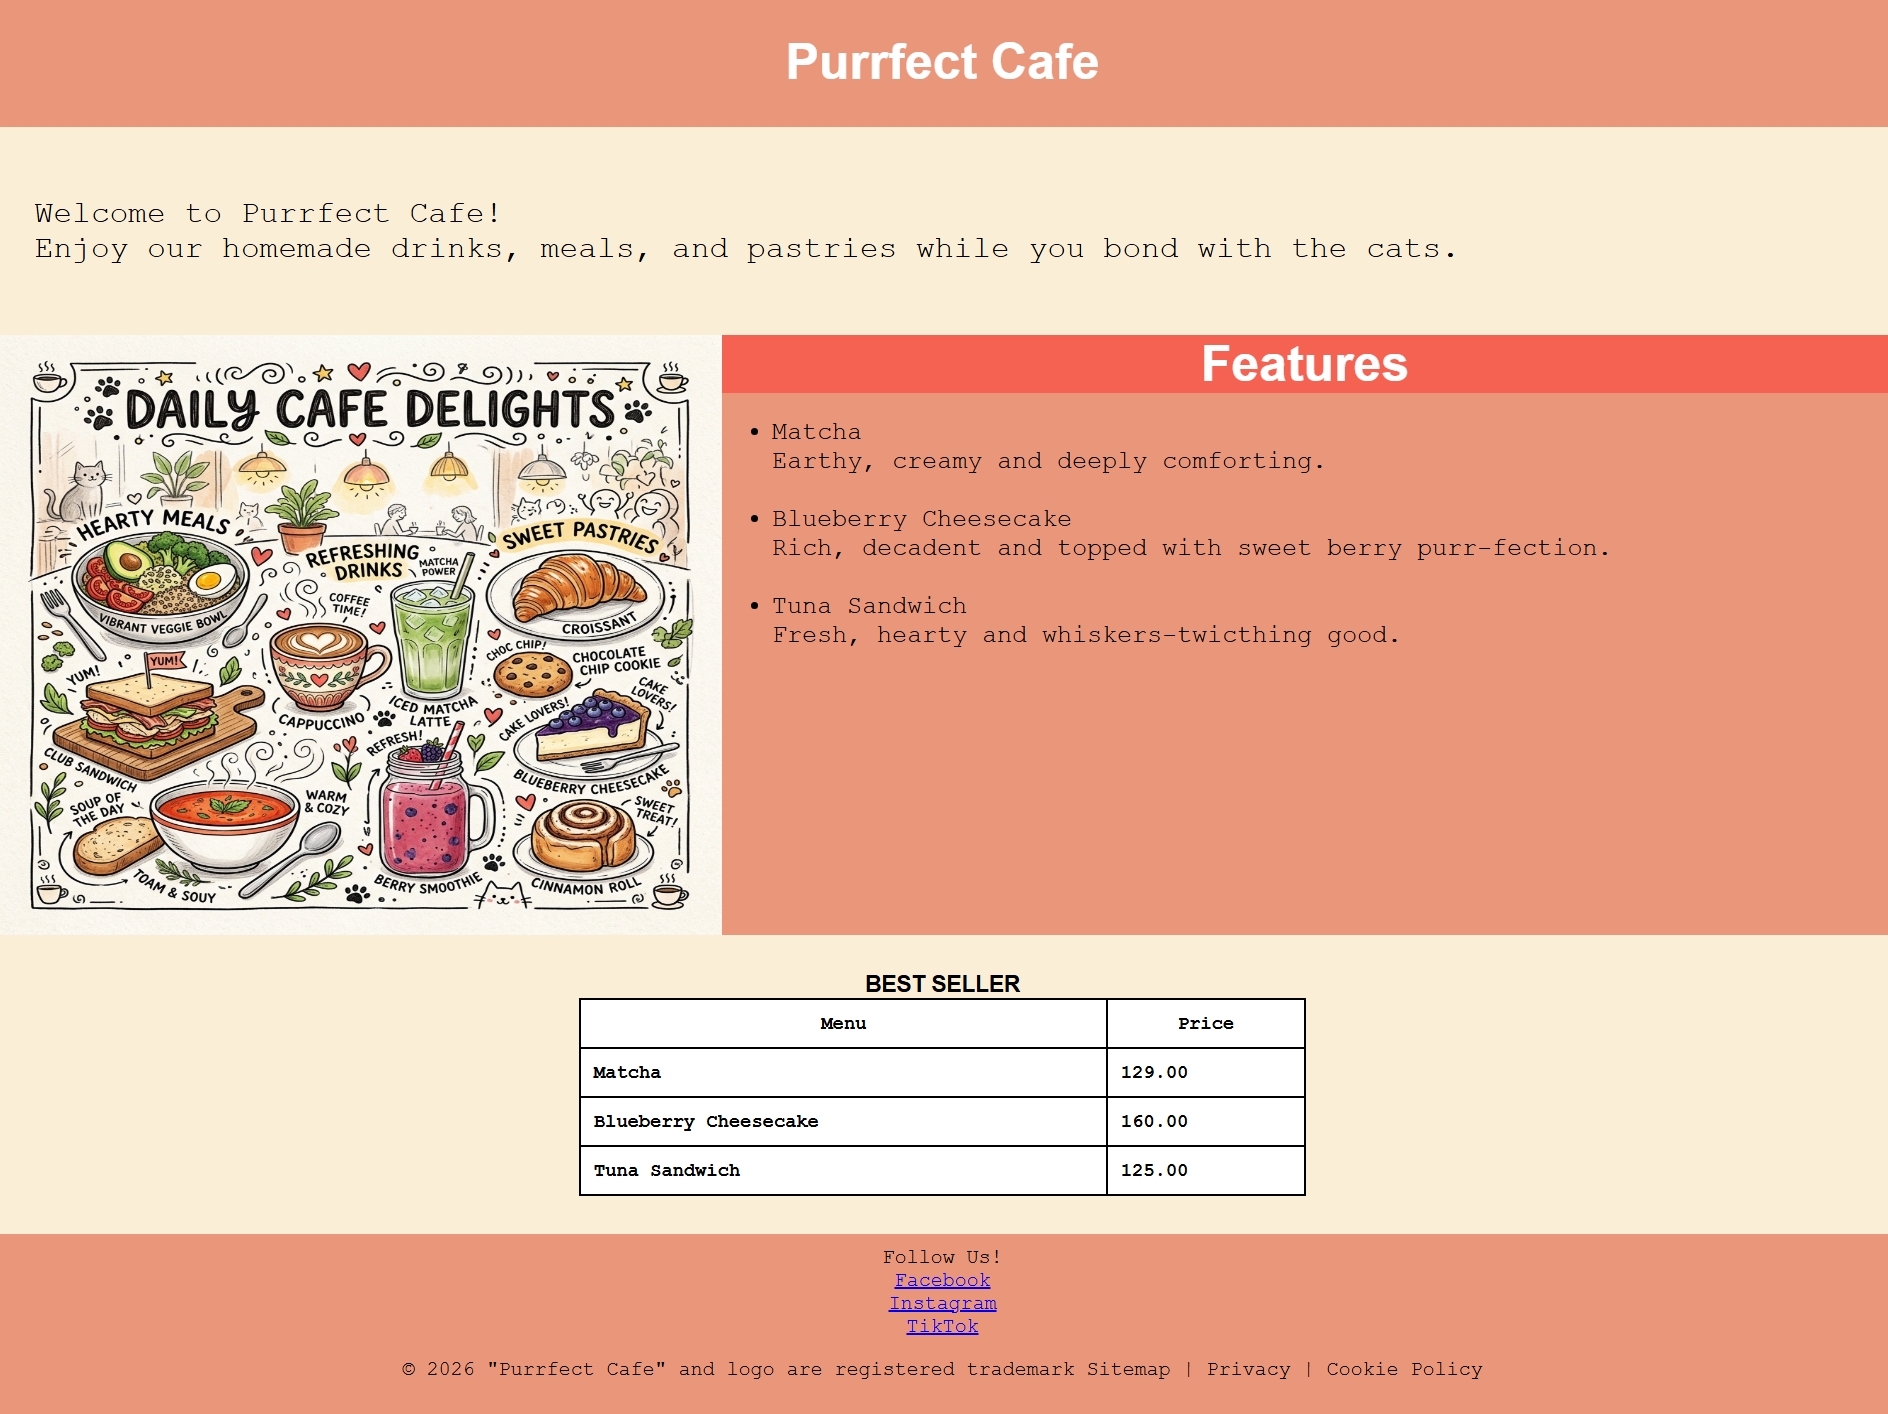 Purrfect Cafe
Welcome to Purrfect Cafe!
Enjoy our homemade drinks, meals, and pastries while you bond with the cats.
DAILY CAFE DELIGHTS
HEARTY MEALS
VIBRANT VEGGIE BOWL
YUM!
YUM!
CLUB SANDWICH
SOUP OF
THE DAY
TOAM & SOUY
WARM
& COZY
REFRESHING
DRINKS
MATCHA
POWER
COFFEE
TIME!
CAPPUCCINO
ICED MATCHA
LATTE
REFRESH!
BERRY SMOOTHIE
SWEET PASTRIES
CROISSANT
CHOC CHIP!
CHOCOLATE
CHIP COOKIE
CAKE LOVERS!
CAKE
LOVERS!
BLUEBERRY CHEESECAKE
SWEET
TREAT!
CINNAMON ROLL
Features
• Matcha
Earthy, creamy and deeply comforting.
• Blueberry Cheesecake
Rich, decadent and topped with sweet berry purr-fection.
• Tuna Sandwich
Fresh, hearty and whiskers-twicthing good.
BEST SELLER
Menu Price
Matcha 129.00
Blueberry Cheesecake 160.00
Tuna Sandwich 125.00
Follow Us!
Facebook
Instagram
TikTok
© 2026 "Purrfect Cafe" and logo are registered trademark Sitemap | Privacy | Cookie Policy